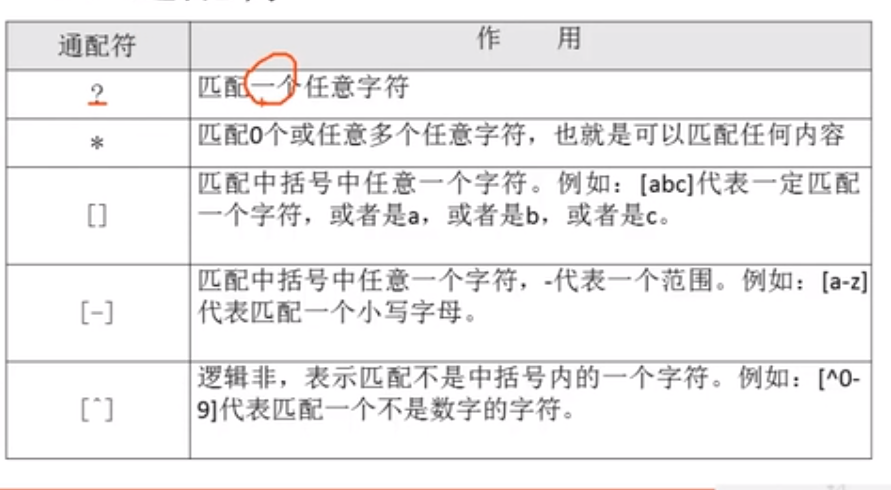 通配符 作 用
? 匹配一个任意字符
* 匹配0个或任意多个任意字符，也就是可以匹配任何内容
[] 匹配中括号中任意一个字符。例如：[abc]代表一定匹配
一个字符，或者是a，或者是b，或者是c。
[-] 匹配中括号中任意一个字符，-代表一个范围。例如：[a-z]
代表匹配一个小写字母。
[^] 逻辑非，表示匹配不是中括号内的一个字符。例如：[^0-
9]代表匹配一个不是数字的字符。